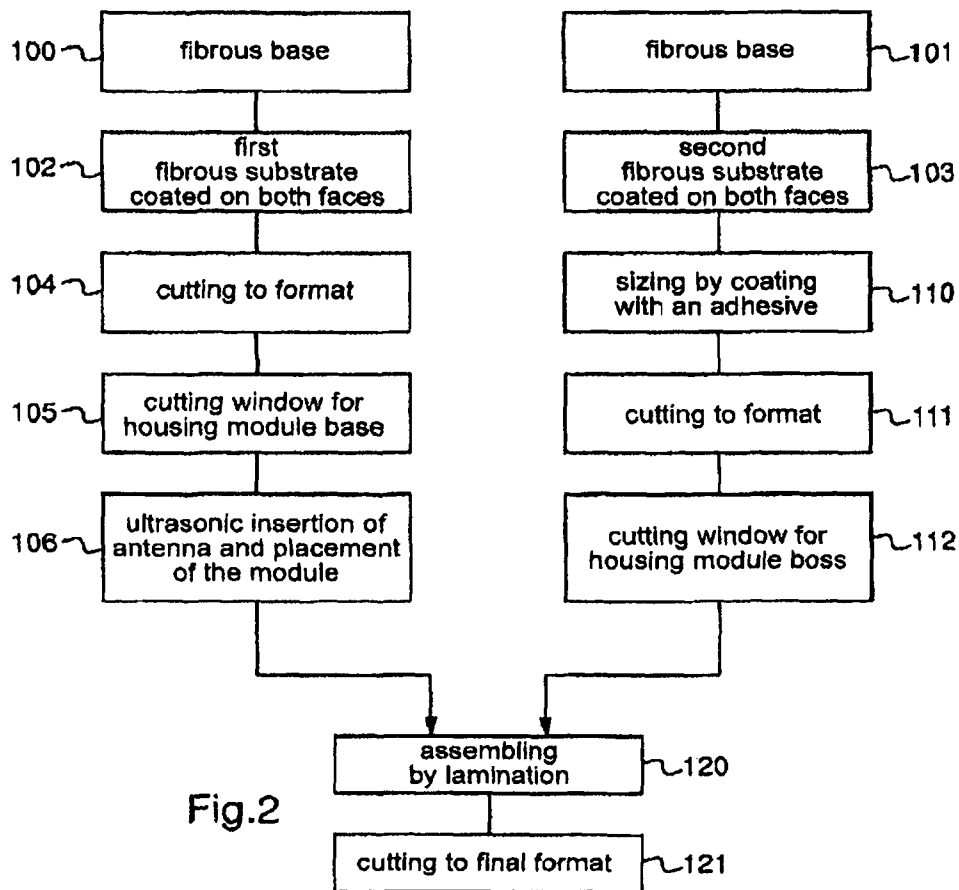 100
fibrous base
fibrous base
101
102
first
fibrous substrate
coated on both faces
second
fibrous substrate
coated on both faces
103
104
cutting to format
sizing by coating
with an adhesive
110
105
cutting window for
housing module base
cutting to format
111
106
ultrasonic insertion of
antenna and placement
of the module
cutting window for
housing module boss
112
assembling
by lamination
120
Fig.2
cutting to final format
121